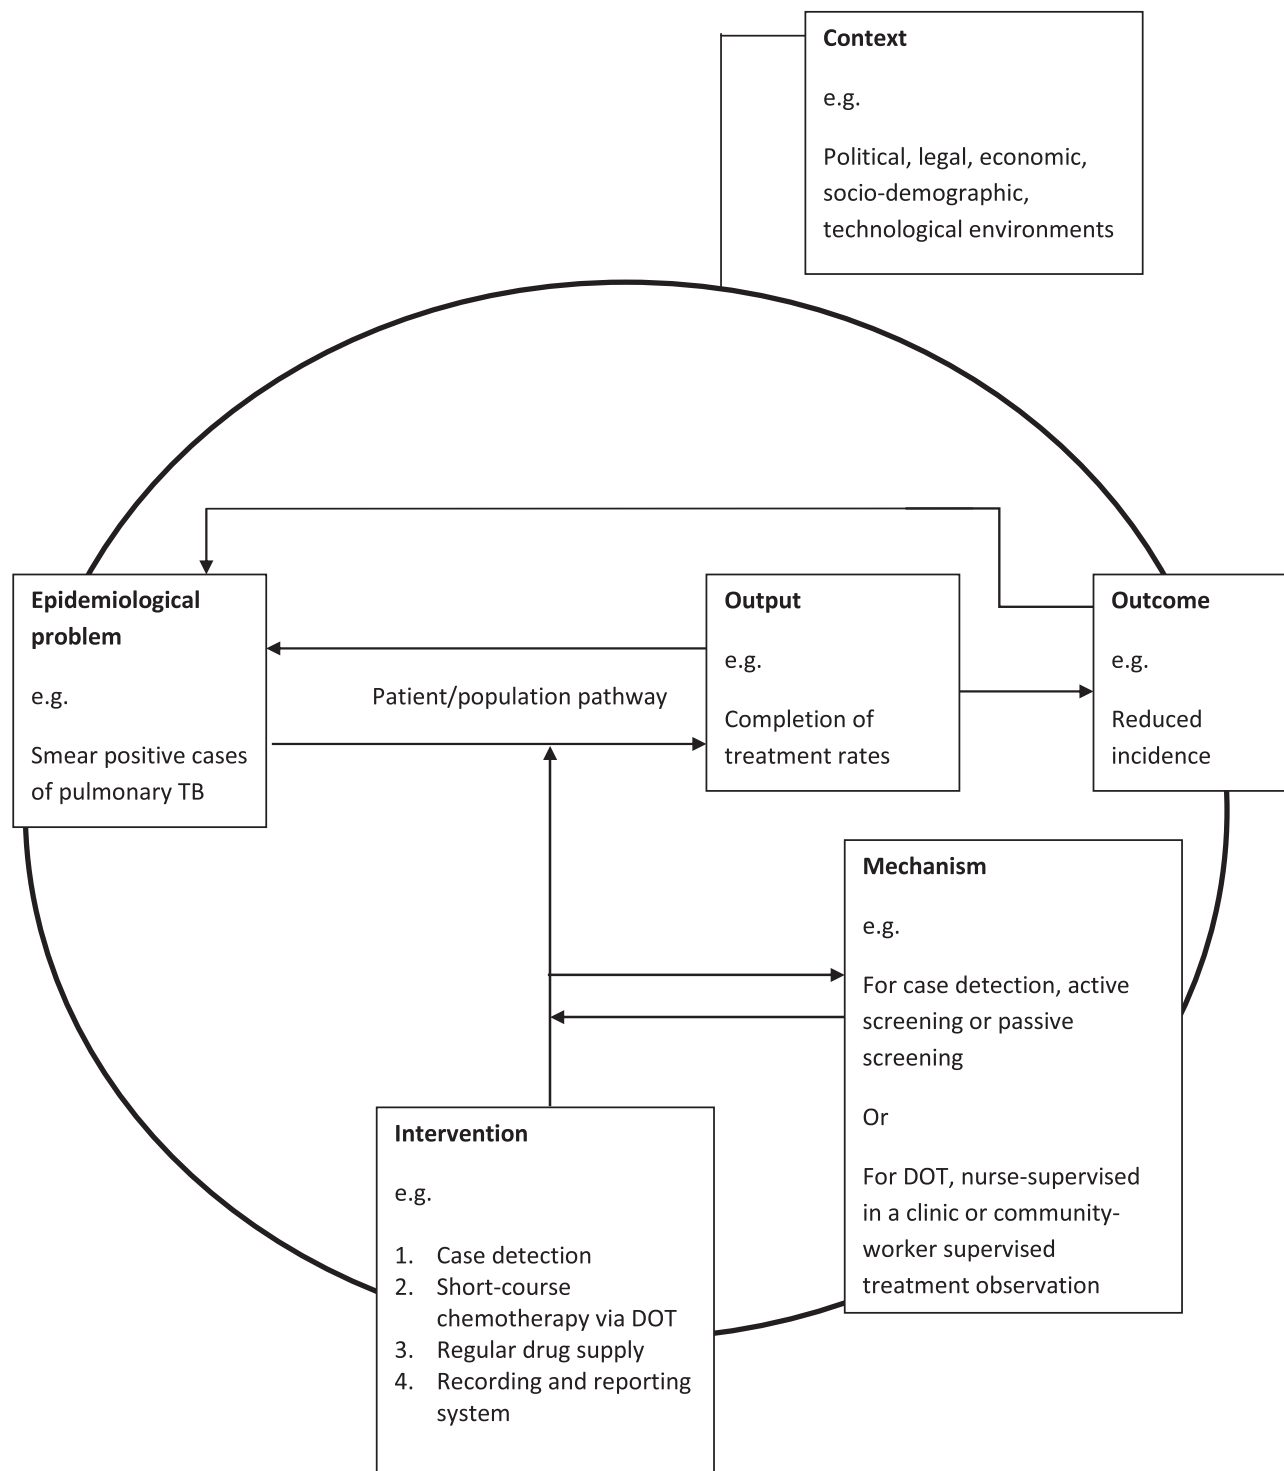 Context
e.g.
Political, legal, economic,
socio-demographic,
technological environments
Epidemiological
problem
e.g.
Smear positive cases
of pulmonary TB
Patient/population pathway
Output
e.g.
Completion of
treatment rates
Outcome
e.g.
Reduced
incidence
Mechanism
e.g.
For case detection, active
screening or passive
screening
Or
For DOT, nurse-supervised
in a clinic or community-
worker supervised
treatment observation
Intervention
e.g.
1. Case detection
2. Short-course
chemotherapy via DOT
3. Regular drug supply
4. Recording and reporting
system